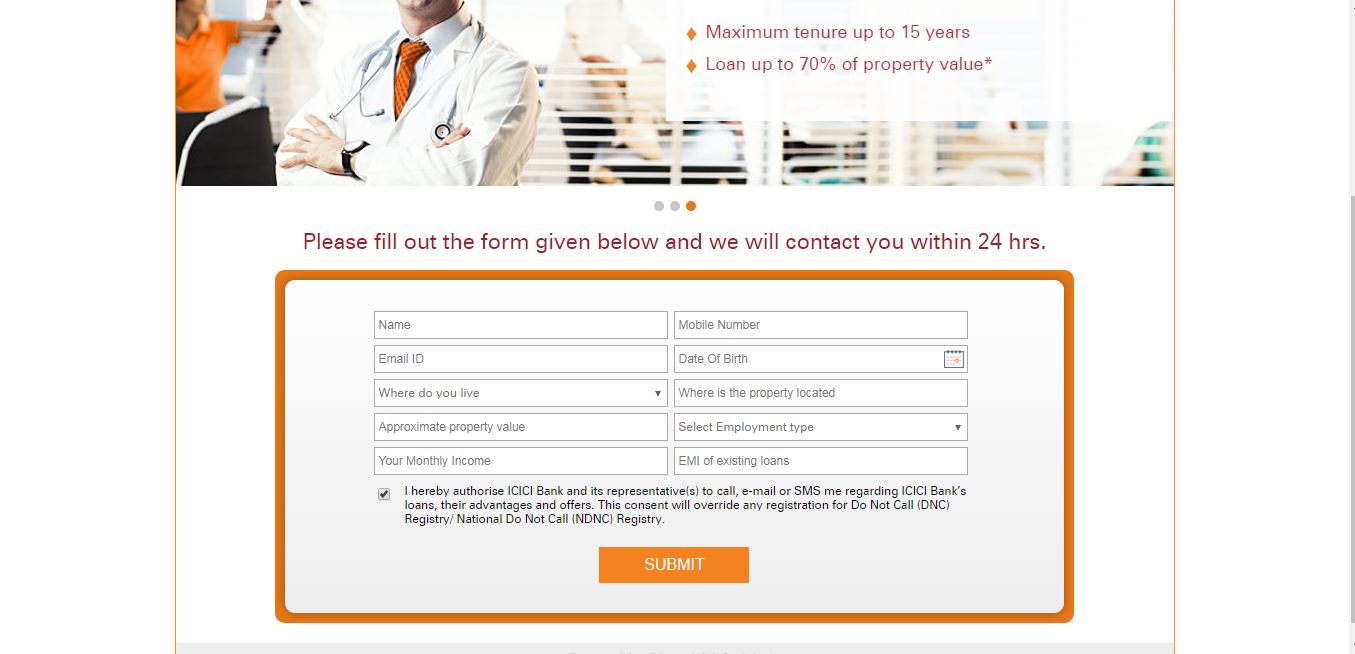 Maximum tenure up to 15 years
Loan up to 70% of property value*
Please fill out the form given below and we will contact you within 24 hrs.
Name
Mobile Number
Email ID
Date Of Birth
Where do you live
Where is the property located
Approximate property value
Select Employment type
Your Monthly Income
EMI of existing loans
I hereby authorise ICICI Bank and its representative(s) to call, e-mail or SMS me regarding ICICI Bank’s
loans, their advantages and offers. This consent will override any registration for Do Not Call (DNC)
Registry/ National Do Not Call (NDNC) Registry.
SUBMIT